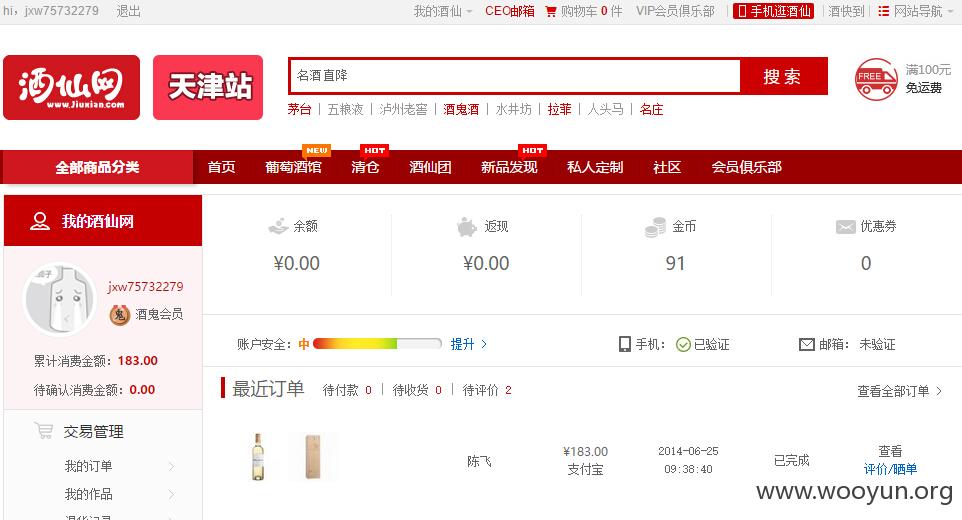 hi，jxw75732279 退出 我的酒仙 CEO邮箱 购物车 0 件 VIP会员俱乐部 手机逛酒仙 酒快到 网站导航
酒仙网
www.Jiuxian.com
天津站
名酒直降 搜 索
FREE 满100元
免运费
茅台 五粮液 泸州老窖 酒鬼酒 水井坊 拉菲 人头马 名庄
NEW HOT HOT
全部商品分类 首页 葡萄酒馆 清仓 酒仙团 新品发现 私人定制 社区 会员俱乐部
我的酒仙网
余额 返现 金币 优惠券
¥0.00 ¥0.00 91 0
jxw75732279
鬼 酒鬼会员
账户安全： 中 提升 手机： 已验证 邮箱： 未验证
累计消费金额：183.00
待确认消费金额：0.00
最近订单 待付款 0 待收货 0 待评价 2 查看全部订单
交易管理
我的订单
我的作品
陈飞
¥183.00
支付宝
2014-06-25
09:38:40
已完成
查看
评价/晒单
www.wooyun.org